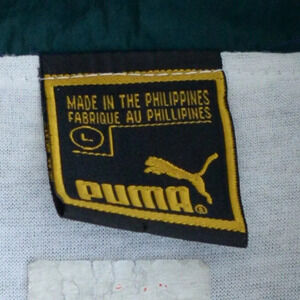 MADE IN THE PHILIPPINES
FABRIQUE AU PHILLIPINES
L
PUMA®